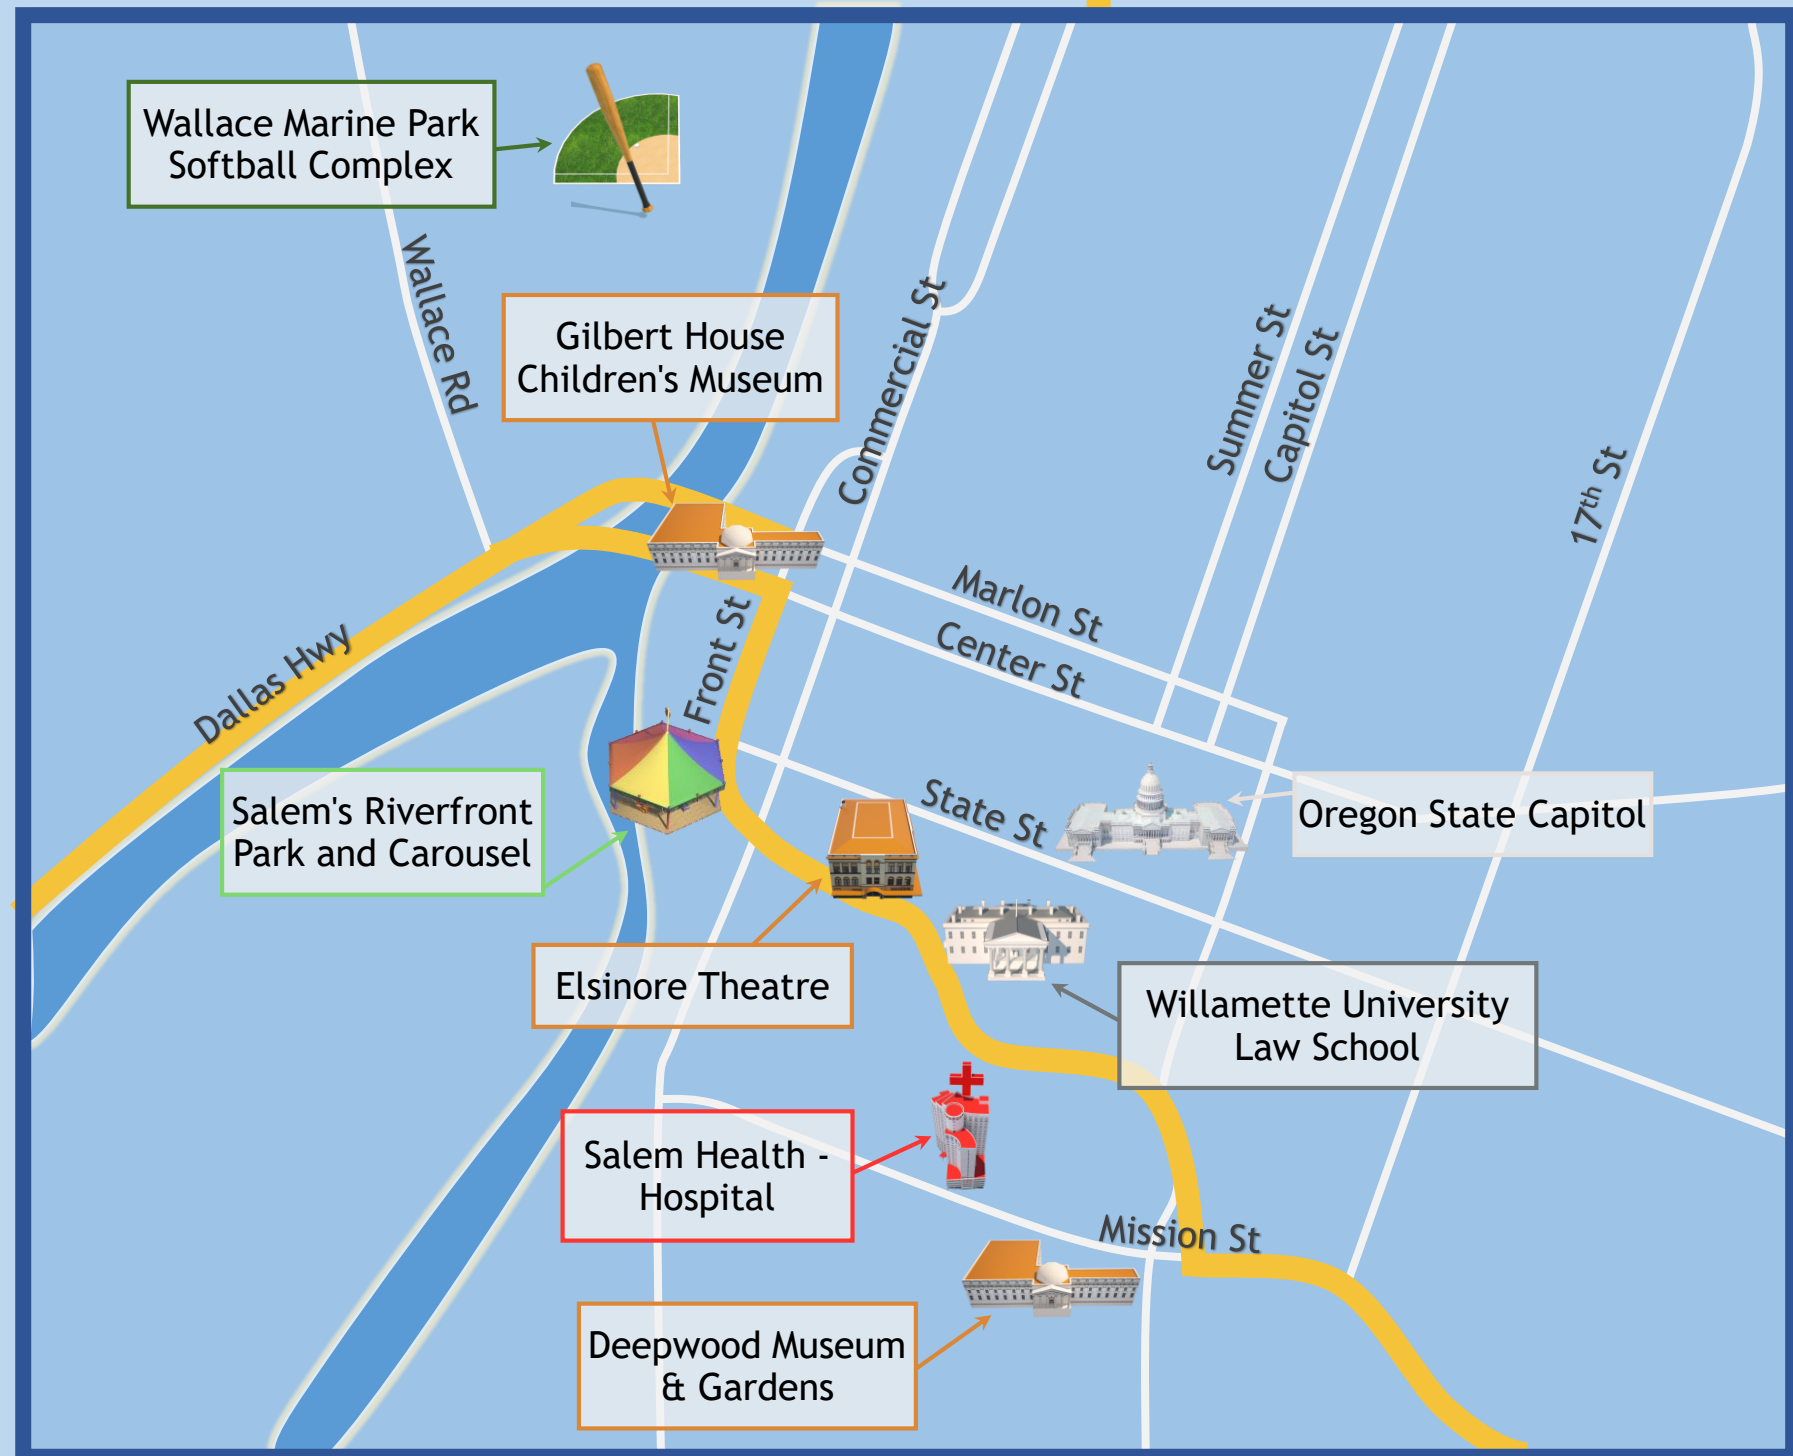 Wallace Marine Park
Softball Complex
Wallace Rd
Gilbert House
Children's Museum
Commercial St
Summer St
Capitol St
17th St
Marlon St
Center St
Front St
Dallas Hwy
Salem's Riverfront
Park and Carousel
State St
Oregon State Capitol
Elsinore Theatre
Willamette University
Law School
Salem Health -
Hospital
Mission St
Deepwood Museum
& Gardens